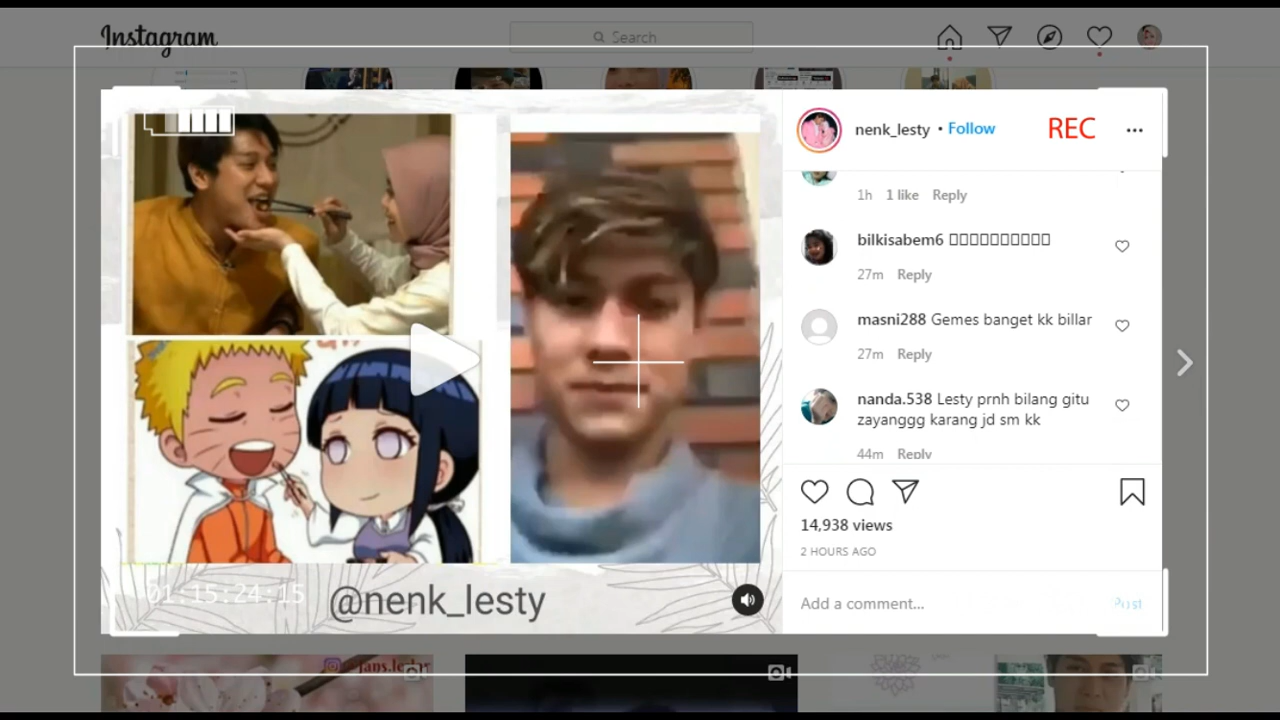 Instagram
Search
nenk_lesty • Follow
REC
1h 1 like Reply
bilkisabem6
27m Reply
masni288 Gemes banget kk billar
27m Reply
nanda.538 Lesty prnh bilang gitu
zayanggg karang jd sm kk
44m Reply
14,938 views
2 HOURS AGO
Add a comment...
Post
01:15:24:15
@nenk_lesty